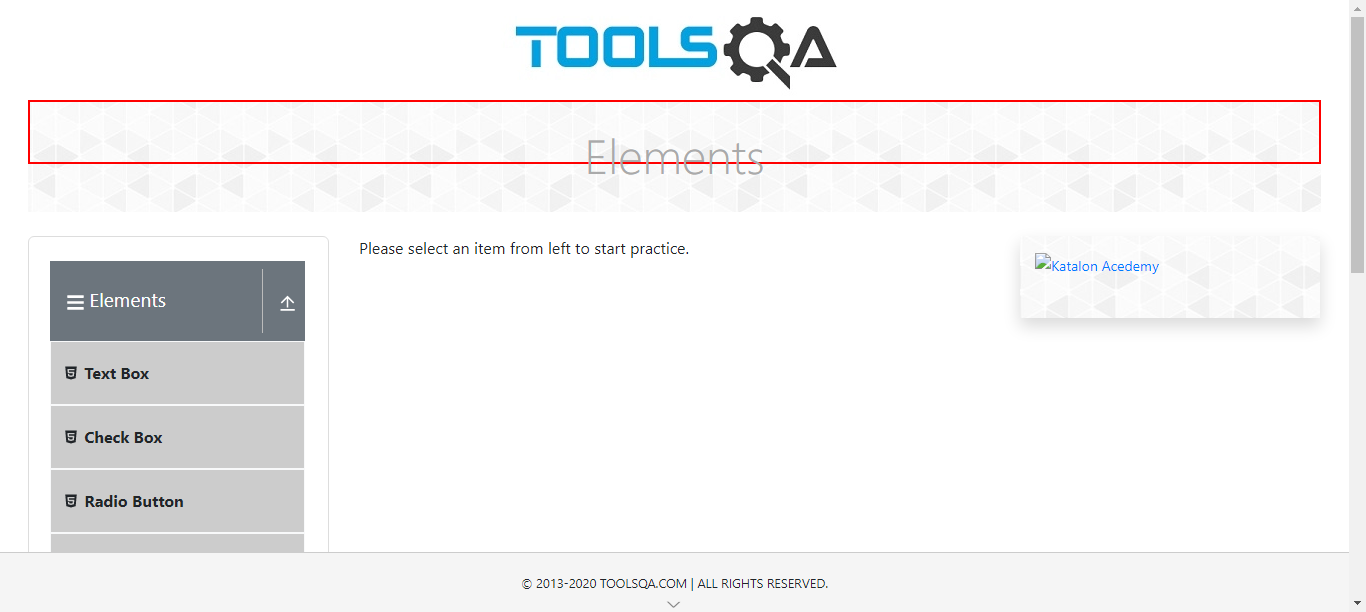 TOOLSQA
Elements
Elements
Please select an item from left to start practice.
Katalon Acedemy
Text Box
Check Box
Radio Button
© 2013-2020 TOOLSQA.COM | ALL RIGHTS RESERVED.